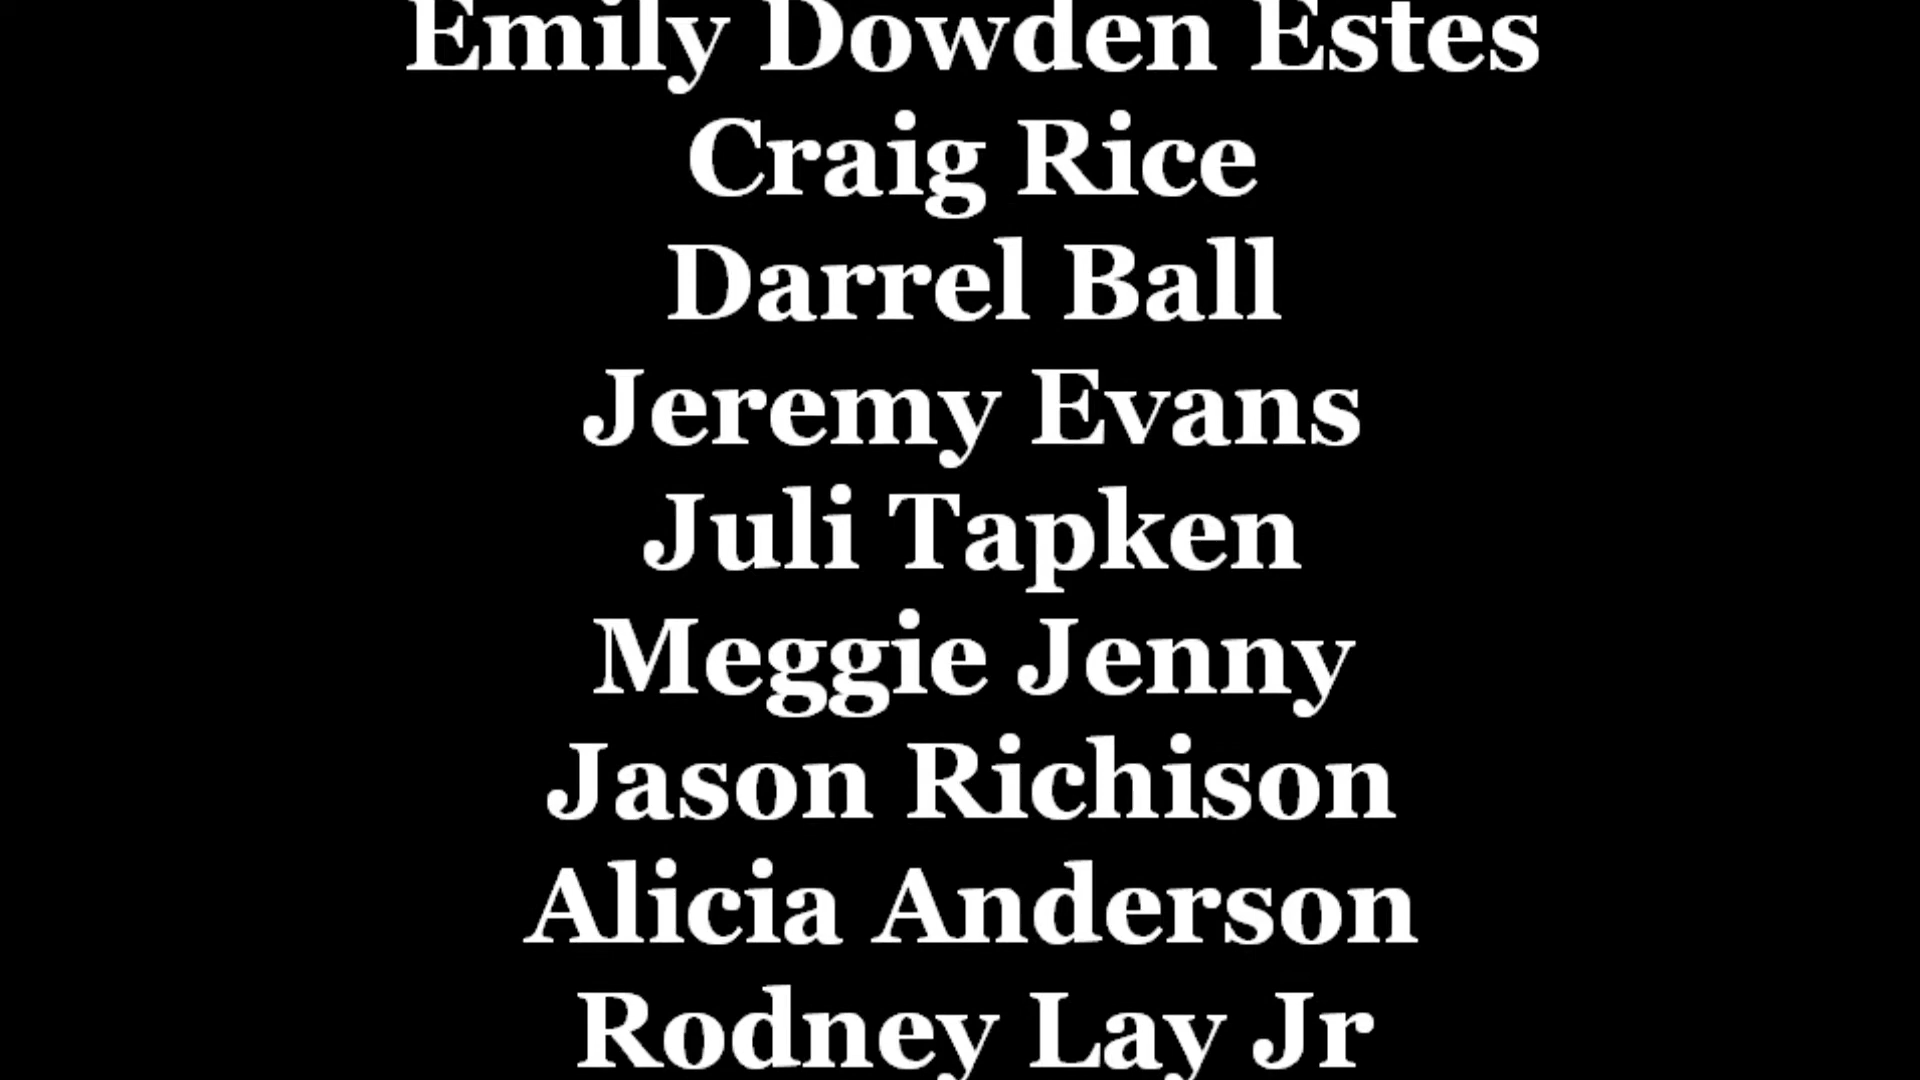 Emily Dowden Estes
Craig Rice
Darrel Ball
Jeremy Evans
Juli Tapken
Meggie Jenny
Jason Richison
Alicia Anderson
Rodney Lay Jr